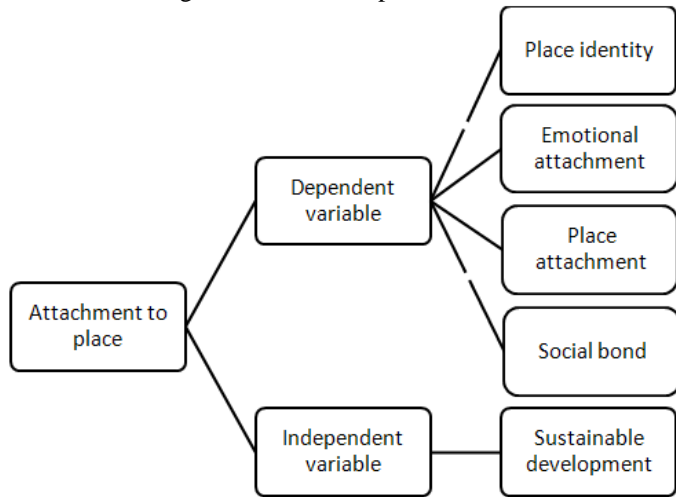 Place identity
Emotional
attachment
Dependent
variable
Place
attachment
Attachment to
place
Social bond
Independent
variable
Sustainable
development